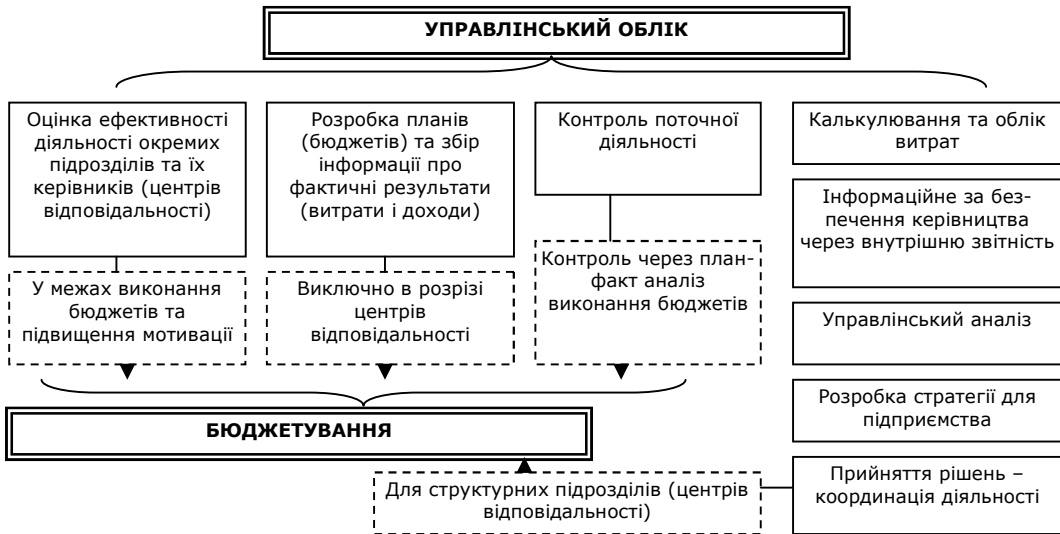 УПРАВЛІНСЬКИЙ ОБЛІК
Оцінка ефективності
діяльності окремих
підрозділів та їх
керівників (центрів
відповідальності)
Розробка планів
(бюджетів) та збір
інформації про
фактичні результати
(витрати і доходи)
Контроль поточної
діяльності
Калькулювання та облік
витрат
Інформаційне за без-
печення керівництва
через внутрішню звітність
У межах виконання
бюджетів та
підвищення мотивації
Виключно в розрізі
центрів
відповідальності
Контроль через план-
факт аналіз
виконання бюджетів
Управлінський аналіз
Розробка стратегії для
підприємства
БЮДЖЕТУВАННЯ
Для структурних підрозділів (центрів
відповідальності)
Прийняття рішень –
координація діяльності